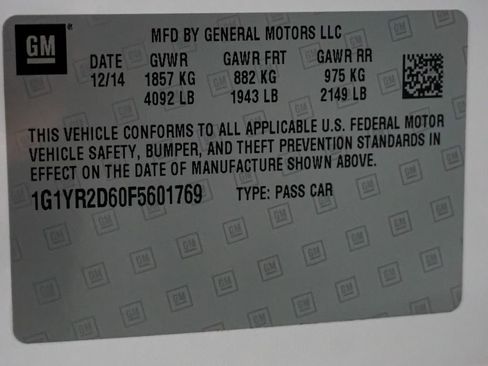 GM
MFD BY GENERAL MOTORS LLC
DATE GVWR GAWR FRT GAWR RR
12/14 1857 KG 882 KG 975 KG
4092 LB 1943 LB 2149 LB
THIS VEHICLE CONFORMS TO ALL APPLICABLE U.S. FEDERAL MOTOR
VEHICLE SAFETY, BUMPER, AND THEFT PREVENTION STANDARDS IN
EFFECT ON THE DATE OF MANUFACTURE SHOWN ABOVE.
1G1YR2D60F5601769 TYPE: PASS CAR